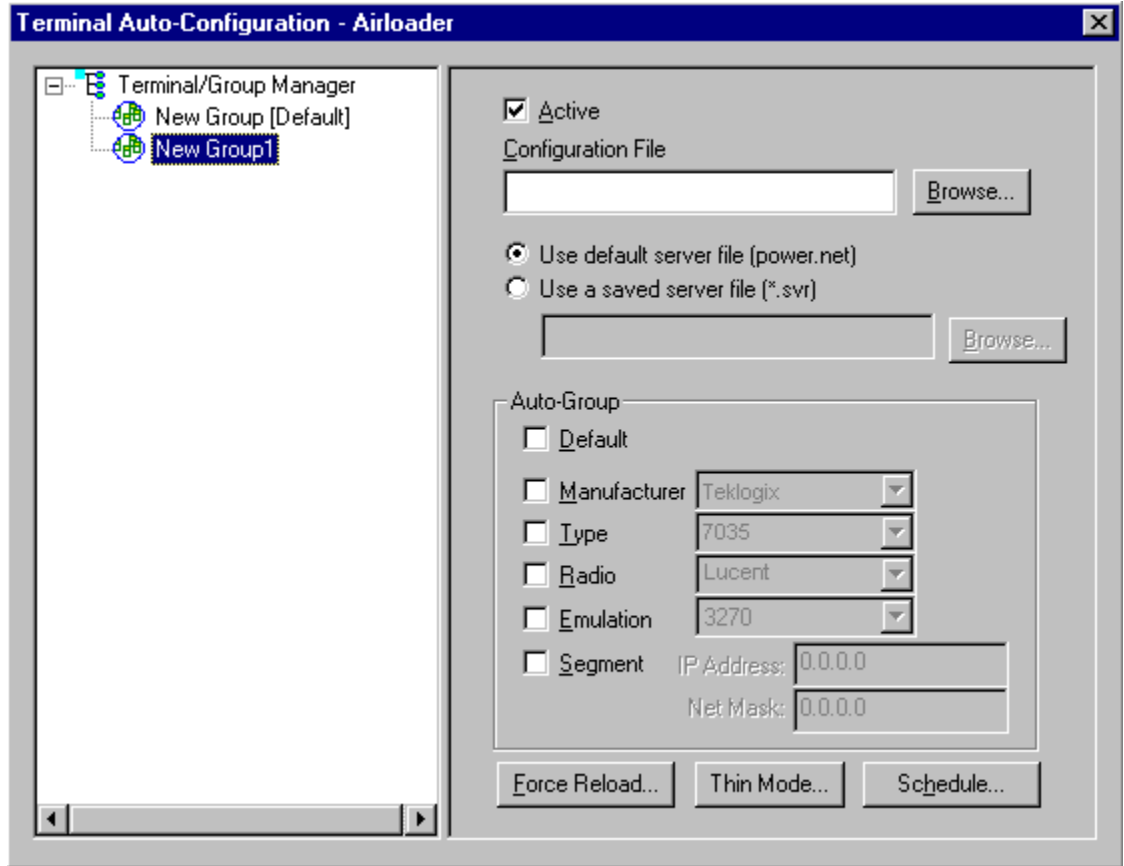 Terminal Auto-Configuration - Airloader
Terminal/Group Manager
New Group [Default]
New Group1
Active
Configuration File
Browse...
Use default server file (power.net)
Use a saved server file (*.svr)
Browse...
Auto-Group
Default
Manufacturer Teklogix
Type 7035
Radio Lucent
Emulation 3270
Segment IP Address: 0.0.0.0
Net Mask: 0.0.0.0
Force Reload... Thin Mode... Schedule...